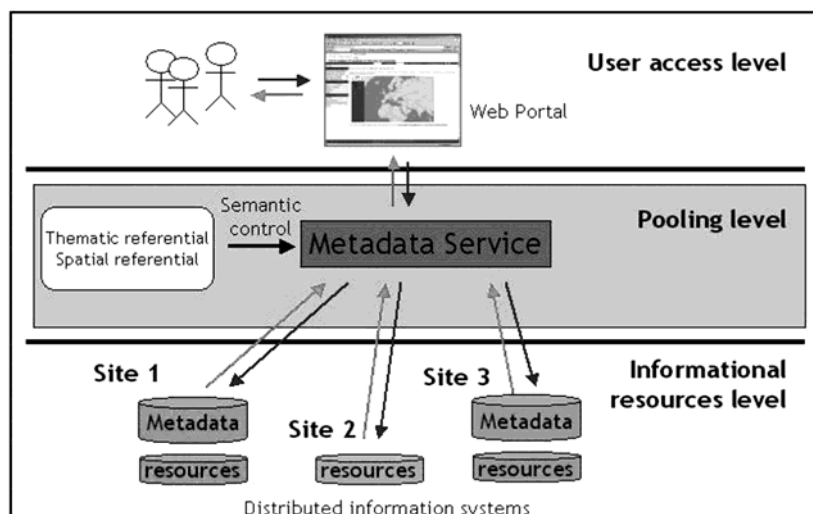 User access level
Web Portal
Pooling level
Semantic
control
Thematic referential
Spatial referential
Metadata Service
Informational
resources level
Site 1
Metadata
resources
Site 2
resources
Site 3
Metadata
resources
Distributed information systems